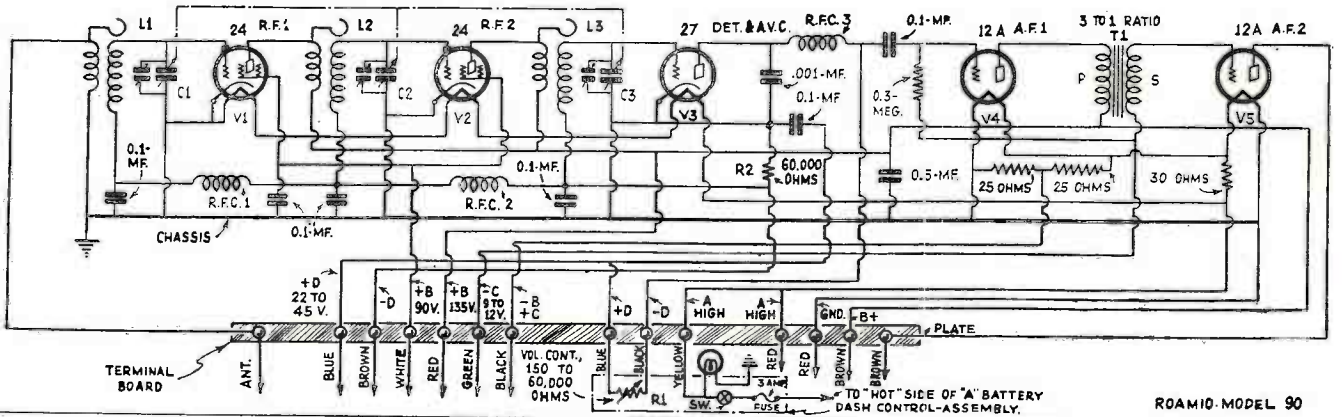 L1
24
R.F.1
L2
24
R.F.2
L3
27
DET. & A.V.C.
R.F.C.3
0.1-MF.
12A A.F.1
3 TO 1 RATIO
T1
12A A.F.2
C1
V1
C2
V2
C3
V3
.001-MF.
0.1-MF
0.3-
MEG.
V4
P
S
V5
0.1-
MF.
R.F.C.1
R.F.C. 2
0.1-MF.
R2
60,000
OHMS
0.5-MF.
25 OHMS
25 OHMS
30 OHMS
CHASSIS
0.1-MF.
+D
22 TO
45 V.
-D
+B
90V.
+B
135V.
-C
9 TO
12V.
-B
+C
+D
-D
A
HIGH
A
HIGH
GND.
B+
PLATE
TERMINAL
BOARD
ANT.
BLUE
BROWN
WHITE
RED
GREEN
BLACK
VOL. CONT.,
150 TO
60,000
OHMS
BLUE
BLACK
R1
YELLOW
SW.
3 AMP.
FUSE
RED
RED
BROWN
BROWN
TO "HOT" SIDE OF "A" BATTERY
DASH CONTROL-ASSEMBLY.
ROAMIO-MODEL 90